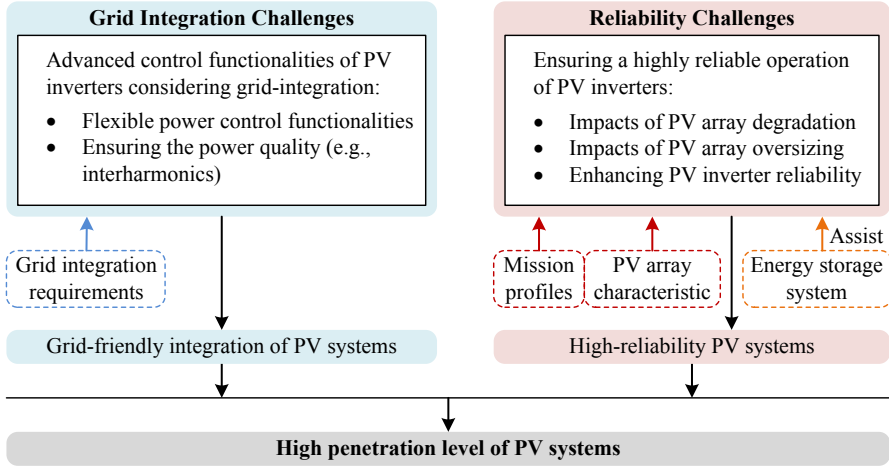 Grid Integration Challenges
Advanced control functionalities of PV
inverters considering grid-integration:
• Flexible power control functionalities
• Ensuring the power quality (e.g.,
interharmonics)
Grid integration
requirements
Grid-friendly integration of PV systems
Reliability Challenges
Ensuring a highly reliable operation
of PV inverters:
• Impacts of PV array degradation
• Impacts of PV array oversizing
• Enhancing PV inverter reliability
Mission
profiles
PV array
characteristic
Assist
Energy storage
system
High-reliability PV systems
High penetration level of PV systems